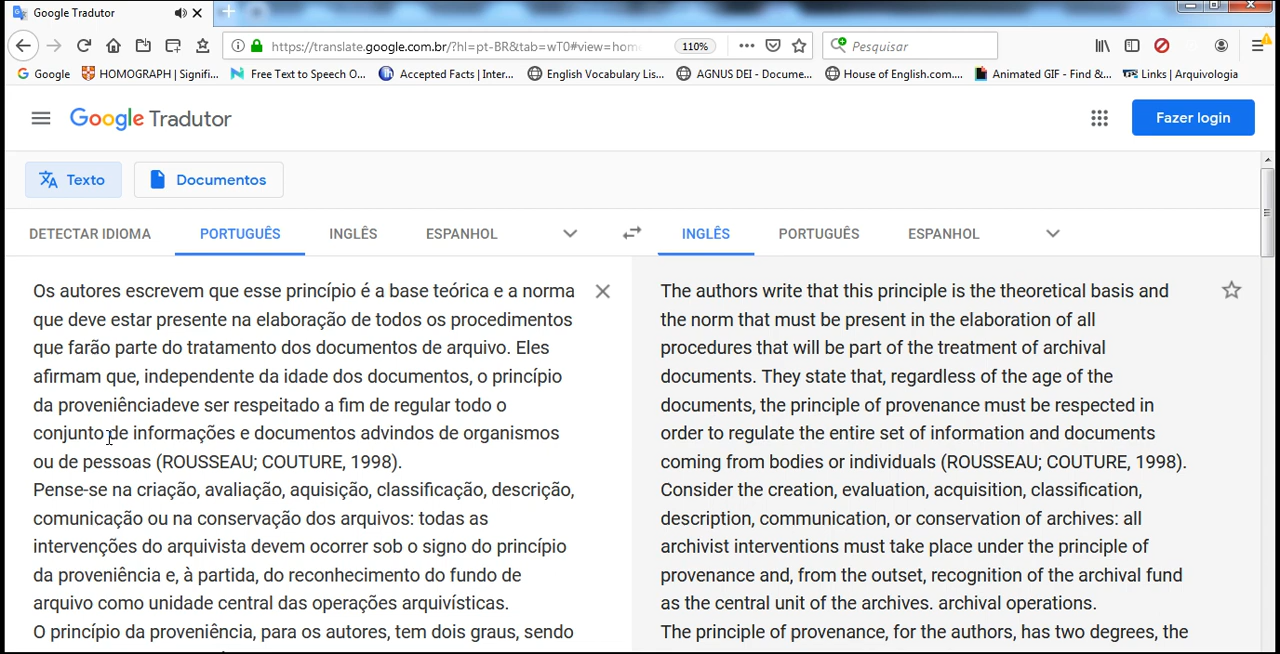 Google Tradutor
https://translate.google.com.br/?hl=pt-BR&tab=wT0#view=hom
110%
Pesquisar
Google
HOMOGRAPH | Signifi...
Free Text to Speech O...
Accepted Facts | Inter...
English Vocabulary Lis...
AGNUS DEI - Docume...
House of English.com....
Animated GIF - Find &...
Links | Arquivologia
Google Tradutor
Fazer login
Texto
Documentos
DETECTAR IDIOMA
PORTUGUÊS
INGLÊS
ESPANHOL
INGLÊS
PORTUGUÊS
ESPANHOL
Os autores escrevem que esse princípio é a base teórica e a norma
que deve estar presente na elaboração de todos os procedimentos
que farão parte do tratamento dos documentos de arquivo. Eles
afirmam que, independente da idade dos documentos, o princípio
da proveniênciadeve ser respeitado a fim de regular todo o
conjunto de informações e documentos advindos de organismos
ou de pessoas (ROUSSEAU; COUTURE, 1998).
Pense-se na criação, avaliação, aquisição, classificação, descrição,
comunicação ou na conservação dos arquivos: todas as
intervenções do arquivista devem ocorrer sob o signo do princípio
da proveniência e, à partida, do reconhecimento do fundo de
arquivo como unidade central das operações arquivísticas.
O princípio da proveniência, para os autores, tem dois graus, sendo
The authors write that this principle is the theoretical basis and
the norm that must be present in the elaboration of all
procedures that will be part of the treatment of archival
documents. They state that, regardless of the age of the
documents, the principle of provenance must be respected in
order to regulate the entire set of information and documents
coming from bodies or individuals (ROUSSEAU; COUTURE, 1998).
Consider the creation, evaluation, acquisition, classification,
description, communication, or conservation of archives: all
archivist interventions must take place under the principle of
provenance and, from the outset, recognition of the archival fund
as the central unit of the archives. archival operations.
The principle of provenance, for the authors, has two degrees, the